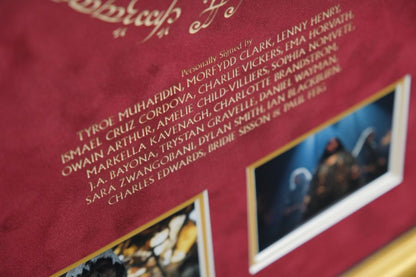 Personally Signed by
TYROE MUHAFIDIN, MORFYDD CLARK, LENNY HENRY,
ISMAEL CRUZ CORDOVA, CHARLIE VICKERS, EMA HORVATH,
OWAIN ARTHUR, AMELIE CHILD-VILLIERS, SOPHIA NOMVETE,
MARKELLA KAVENAGH, CHARLOTTE BRANDSTROM,
J.A. BAYONA, TRYSTAN GRAVELLE, DANIEL WAYMAN,
SARA ZWANGOBANI, DYLAN SMITH, IAN BLACKBURN,
CHARLES EDWARDS, BRIDIE SISSON & PAUL FEIG